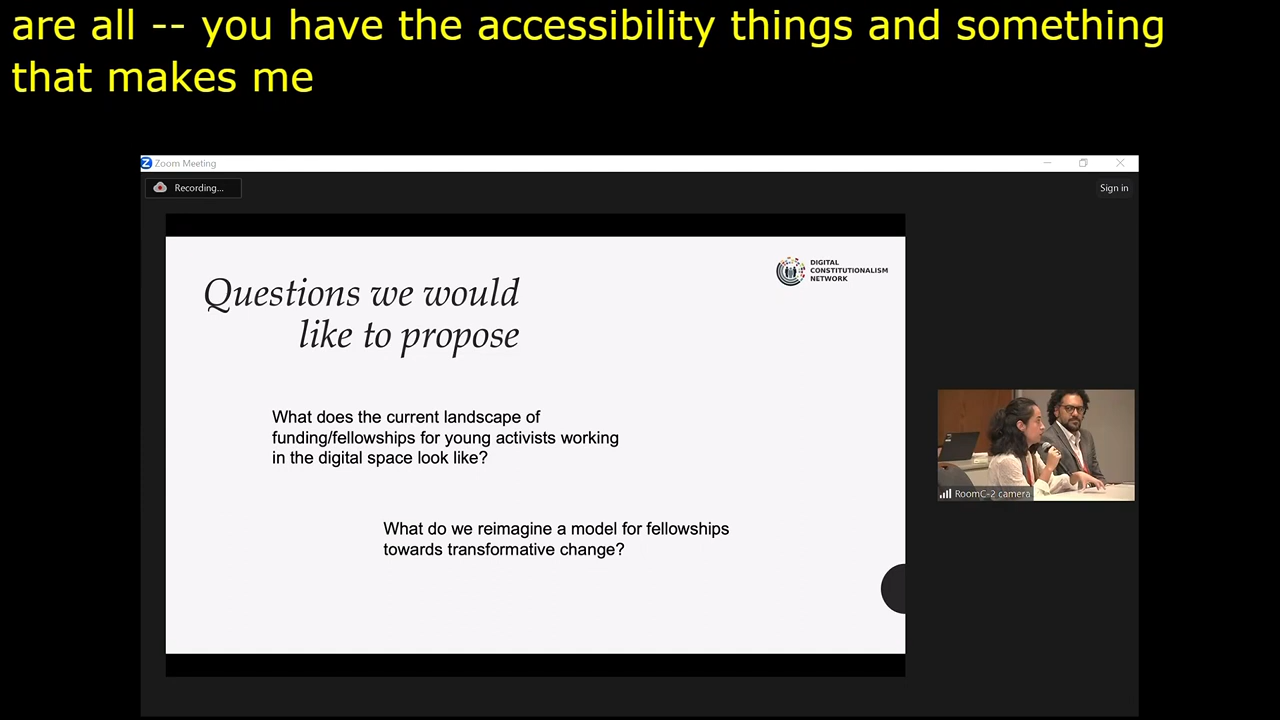 are all -- you have the accessibility things and something
that makes me
Zoom Meeting
Recording...
Sign in
DIGITAL
CONSTITUTIONALISM
NETWORK
Questions we would
like to propose
What does the current landscape of
funding/fellowships for young activists working
in the digital space look like?
What do we reimagine a model for fellowships
towards transformative change?
RoomC-2 camera